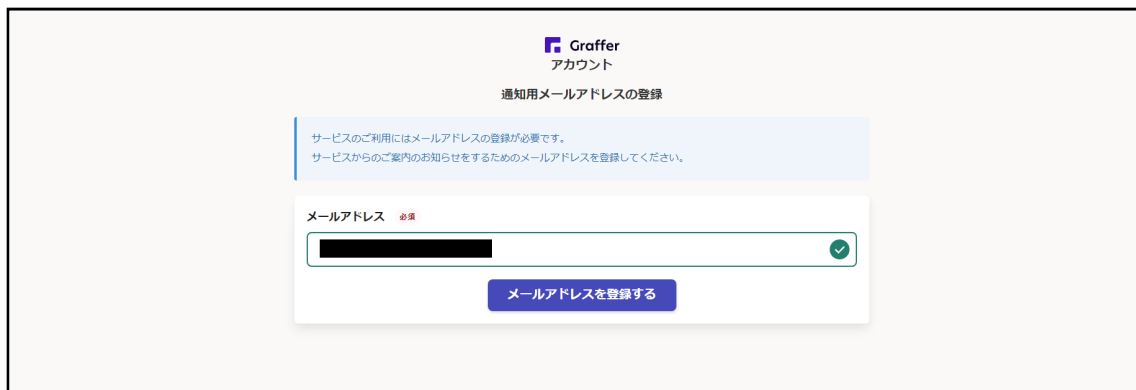 Graffer
アカウント
通知用メールアドレスの登録
サービスのご利用にはメールアドレスの登録が必要です。
サービスからのご案内のお知らせをするためのメールアドレスを登録してください。
メールアドレス 必須
メールアドレスを登録する